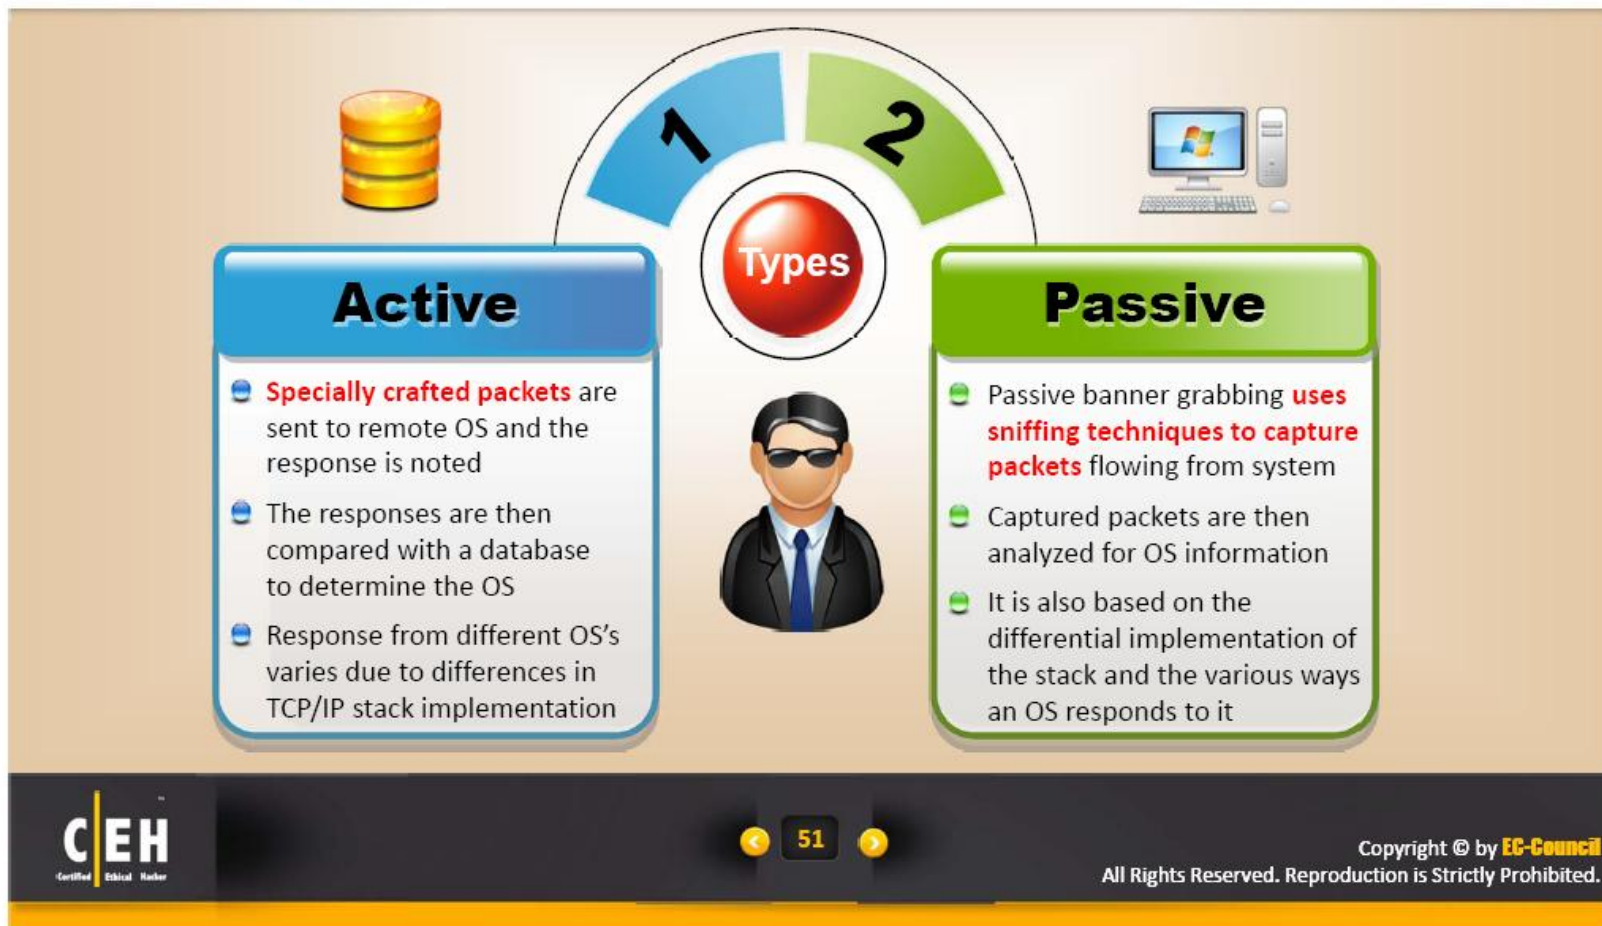 1
2
Types
Active
Specially crafted packets are
sent to remote OS and the
response is noted
The responses are then
compared with a database
to determine the OS
Response from different OS's
varies due to differences in
TCP/IP stack implementation
Passive
Passive banner grabbing uses
sniffing techniques to capture
packets flowing from system
Captured packets are then
analyzed for OS information
It is also based on the
differential implementation of
the stack and the various ways
an OS responds to it
CEH
Certified Ethical Hacker
51
Copyright © by EC-Council
All Rights Reserved. Reproduction is Strictly Prohibited.